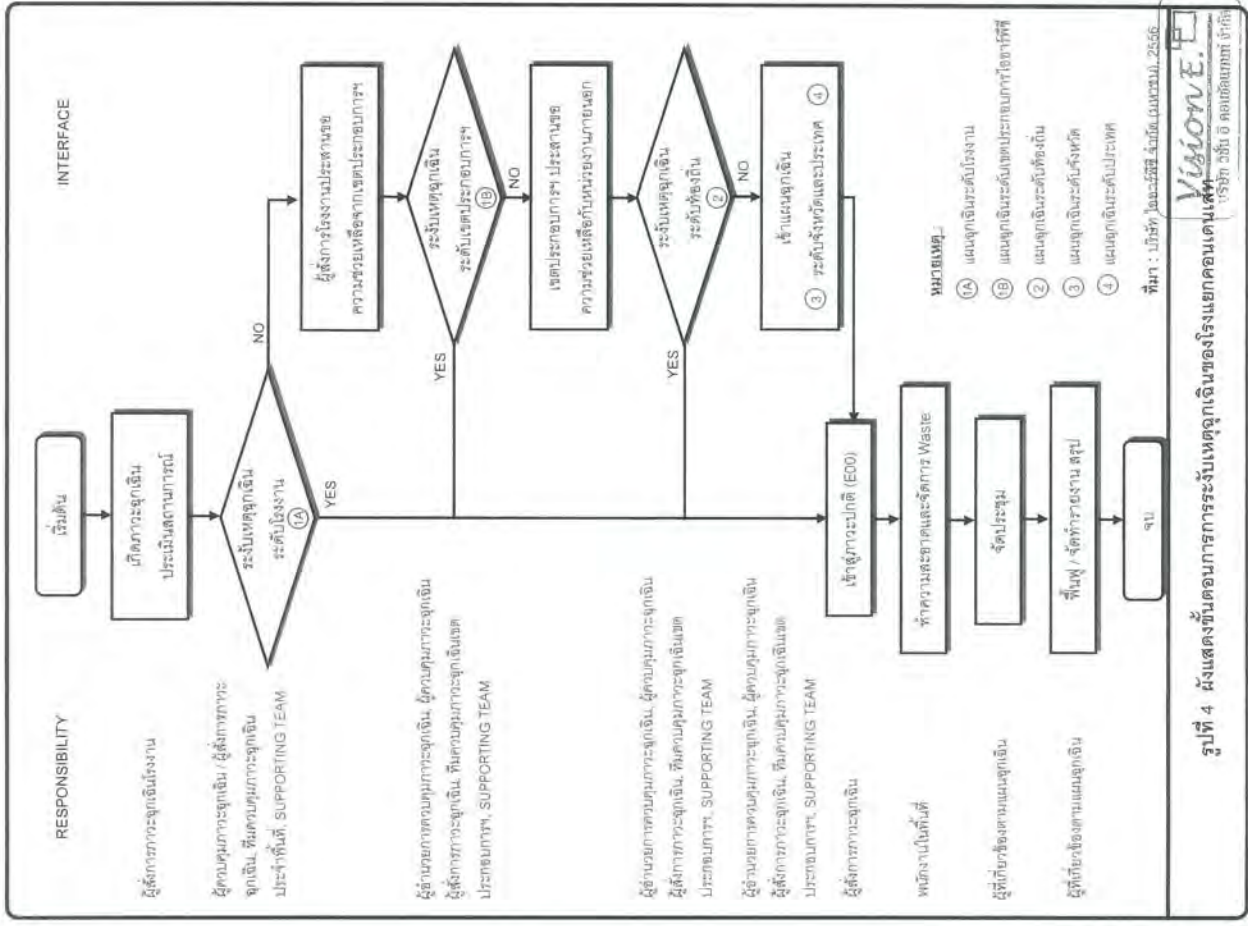 RESPONSIBILITY
INTERFACE
เริ่มต้น
ผู้สั่งการภาวะฉุกเฉินโรงงาน
เกิดภาวะฉุกเฉิน
ประเมินสถานการณ์
ผู้ควบคุมภาวะฉุกเฉิน / ผู้สั่งการภาวะ
ฉุกเฉิน, ทีมควบคุมภาวะฉุกเฉิน
ประจำพื้นที่, SUPPORTING TEAM
ระงับเหตุฉุกเฉิน
ระดับโรงงาน
1A
NO
YES
ผู้สั่งการโรงงานประสานขอ
ความช่วยเหลือจากเขตประกอบการฯ
ผู้อำนวยการควบคุมภาวะฉุกเฉิน, ผู้ควบคุมภาวะฉุกเฉิน
ผู้สั่งการภาวะฉุกเฉิน, ทีมควบคุมภาวะฉุกเฉินเขต
ประกอบการฯ, SUPPORTING TEAM
ระงับเหตุฉุกเฉิน
ระดับเขตประกอบการฯ
1B
YES
NO
เขตประกอบการฯ ประสานขอ
ความช่วยเหลือกับหน่วยงานภายนอก
ผู้อำนวยการควบคุมภาวะฉุกเฉิน, ผู้ควบคุมภาวะฉุกเฉิน
ผู้สั่งการภาวะฉุกเฉิน, ทีมควบคุมภาวะฉุกเฉินเขต
ประกอบการฯ, SUPPORTING TEAM
ระงับเหตุฉุกเฉิน
ระดับท้องถิ่น
2
YES
NO
ผู้อำนวยการควบคุมภาวะฉุกเฉิน, ผู้ควบคุมภาวะฉุกเฉิน
ผู้สั่งการภาวะฉุกเฉิน, ทีมควบคุมภาวะฉุกเฉินเขต
ประกอบการฯ, SUPPORTING TEAM
เข้าแผนฉุกเฉิน
3 ระดับจังหวัดและประเทศ 4
ผู้สั่งการภาวะฉุกเฉิน
เข้าสู่ภาวะปกติ (E00)
พนักงานในพื้นที่
ทำความสะอาดและจัดการ Waste
ผู้ที่เกี่ยวข้องตามแผนฉุกเฉิน
จัดประชุม
ผู้ที่เกี่ยวข้องตามแผนฉุกเฉิน
ฟื้นฟู / จัดทำรายงาน สรุป
จบ
หมายเหตุ :
1A แผนฉุกเฉินระดับโรงงาน
1B แผนฉุกเฉินระดับเขตประกอบการไออาร์พีซี
2 แผนฉุกเฉินระดับท้องถิ่น
3 แผนฉุกเฉินระดับจังหวัด
4 แผนฉุกเฉินระดับประเทศ
ที่มา : บริษัท ไออาร์พีซี จำกัด (มหาชน), 2556
Vision E.
บริษัท วิชั่น อี คอนซัลแทนท์ จำกัด
รูปที่ 4 ผังแสดงขั้นตอนการการระงับเหตุฉุกเฉินของโรงแยกคอนเดนเสท